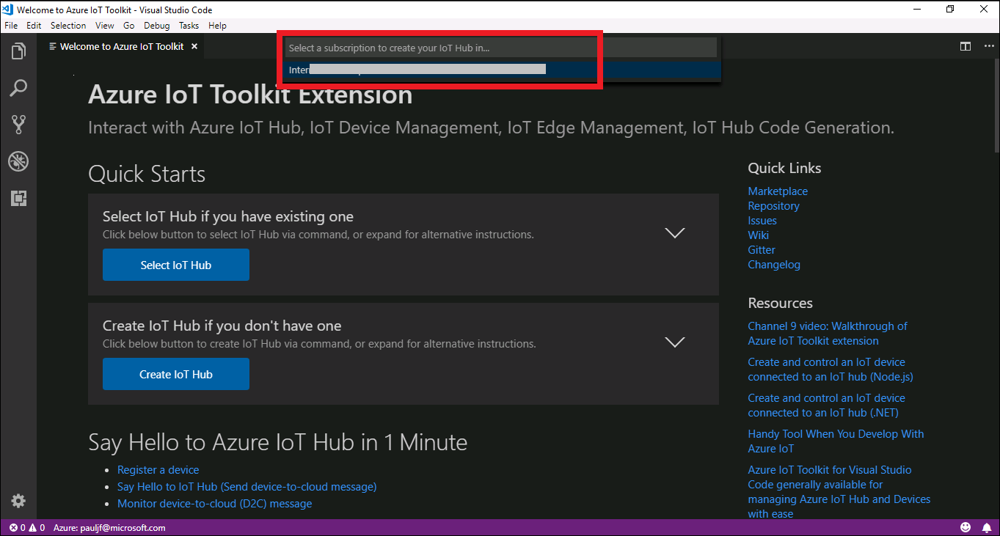 Welcome to Azure IoT Toolkit - Visual Studio Code
File Edit Selection View Go Debug Tasks Help
Welcome to Azure IoT Toolkit
Select a subscription to create your IoT Hub in...
Azure IoT Toolkit Extension
Interact with Azure IoT Hub, IoT Device Management, IoT Edge Management, IoT Hub Code Generation.
Quick Starts
Select IoT Hub if you have existing one
Click below button to select IoT Hub via command, or expand for alternative instructions.
Select IoT Hub
Create IoT Hub if you don't have one
Click below button to create IoT Hub via command, or expand for alternative instructions.
Create IoT Hub
Say Hello to Azure IoT Hub in 1 Minute
Register a device
Say Hello to IoT Hub (Send device-to-cloud message)
Monitor device-to-cloud (D2C) message
Quick Links
Marketplace
Repository
Issues
Wiki
Gitter
Changelog
Resources
Channel 9 video: Walkthrough of
Azure IoT Toolkit extension
Create and control an IoT device
connected to an IoT hub (Node.js)
Create and control an IoT device
connected to an IoT hub (.NET)
Handy Tool When You Develop With
Azure IoT
Azure IoT Toolkit for Visual Studio
Code generally available for
managing Azure IoT Hub and Devices
with ease
0 0 Azure: pauljf@microsoft.com